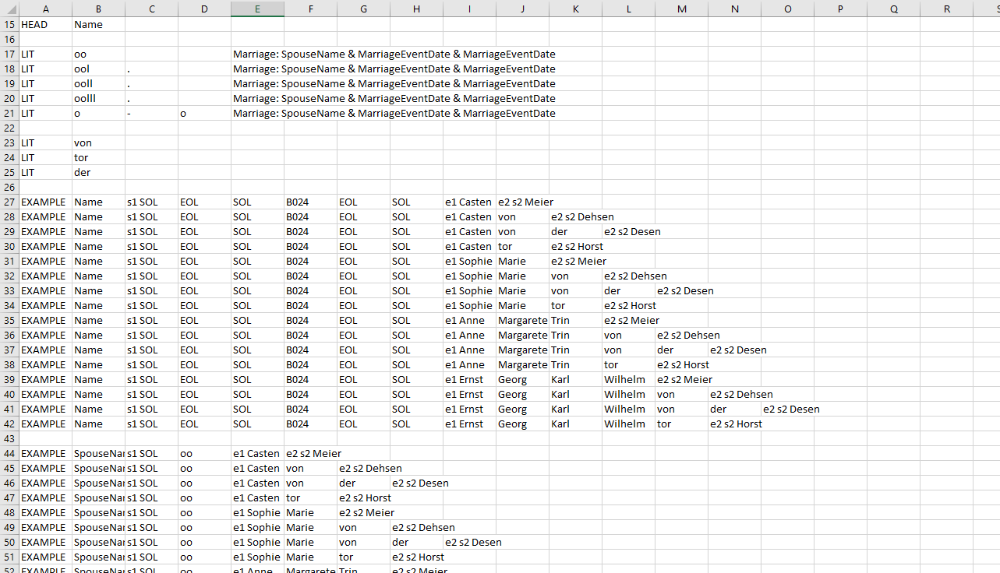 A B C D E F G H I J K L M N O P Q R S
15 HEAD Name
16
17 LIT oo Marriage: SpouseName & MarriageEventDate & MarriageEventDate
18 LIT ool . Marriage: SpouseName & MarriageEventDate & MarriageEventDate
19 LIT ooll . Marriage: SpouseName & MarriageEventDate & MarriageEventDate
20 LIT oolll . Marriage: SpouseName & MarriageEventDate & MarriageEventDate
21 LIT o - o Marriage: SpouseName & MarriageEventDate & MarriageEventDate
22
23 LIT von
24 LIT tor
25 LIT der
26
27 EXAMPLE Name s1 SOL EOL SOL B024 EOL SOL e1 Casten e2 s2 Meier
28 EXAMPLE Name s1 SOL EOL SOL B024 EOL SOL e1 Casten von e2 s2 Dehsen
29 EXAMPLE Name s1 SOL EOL SOL B024 EOL SOL e1 Casten von der e2 s2 Desen
30 EXAMPLE Name s1 SOL EOL SOL B024 EOL SOL e1 Casten tor e2 s2 Horst
31 EXAMPLE Name s1 SOL EOL SOL B024 EOL SOL e1 Sophie Marie e2 s2 Meier
32 EXAMPLE Name s1 SOL EOL SOL B024 EOL SOL e1 Sophie Marie von e2 s2 Dehsen
33 EXAMPLE Name s1 SOL EOL SOL B024 EOL SOL e1 Sophie Marie von der e2 s2 Desen
34 EXAMPLE Name s1 SOL EOL SOL B024 EOL SOL e1 Sophie Marie tor e2 s2 Horst
35 EXAMPLE Name s1 SOL EOL SOL B024 EOL SOL e1 Anne Margarete Trin e2 s2 Meier
36 EXAMPLE Name s1 SOL EOL SOL B024 EOL SOL e1 Anne Margarete Trin von e2 s2 Dehsen
37 EXAMPLE Name s1 SOL EOL SOL B024 EOL SOL e1 Anne Margarete Trin von der e2 s2 Desen
38 EXAMPLE Name s1 SOL EOL SOL B024 EOL SOL e1 Anne Margarete Trin tor e2 s2 Horst
39 EXAMPLE Name s1 SOL EOL SOL B024 EOL SOL e1 Ernst Georg Karl Wilhelm e2 s2 Meier
40 EXAMPLE Name s1 SOL EOL SOL B024 EOL SOL e1 Ernst Georg Karl Wilhelm von e2 s2 Dehsen
41 EXAMPLE Name s1 SOL EOL SOL B024 EOL SOL e1 Ernst Georg Karl Wilhelm von der e2 s2 Desen
42 EXAMPLE Name s1 SOL EOL SOL B024 EOL SOL e1 Ernst Georg Karl Wilhelm tor e2 s2 Horst
43
44 EXAMPLE SpouseNar s1 SOL oo e1 Casten e2 s2 Meier
45 EXAMPLE SpouseNar s1 SOL oo e1 Casten von e2 s2 Dehsen
46 EXAMPLE SpouseNar s1 SOL oo e1 Casten von der e2 s2 Desen
47 EXAMPLE SpouseNar s1 SOL oo e1 Casten tor e2 s2 Horst
48 EXAMPLE SpouseNar s1 SOL oo e1 Sophie Marie e2 s2 Meier
49 EXAMPLE SpouseNar s1 SOL oo e1 Sophie Marie von e2 s2 Dehsen
50 EXAMPLE SpouseNar s1 SOL oo e1 Sophie Marie von der e2 s2 Desen
51 EXAMPLE SpouseNar s1 SOL oo e1 Sophie Marie tor e2 s2 Horst
52 EXAMPLE SpouseNar s1 SOL oo e1 Anne Margarete Trin e2 s2 Meier